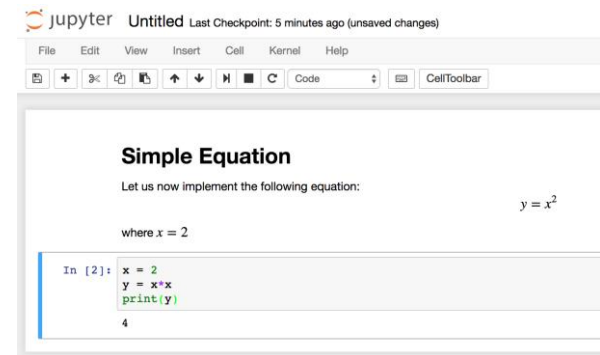 jupyter Untitled Last Checkpoint: 5 minutes ago (unsaved changes)
File Edit View Insert Cell Kernel Help
Code CellToolbar
Simple Equation
Let us now implement the following equation:
y = x²
where x = 2
In [2]: x = 2
y = x*x
print(y)
4